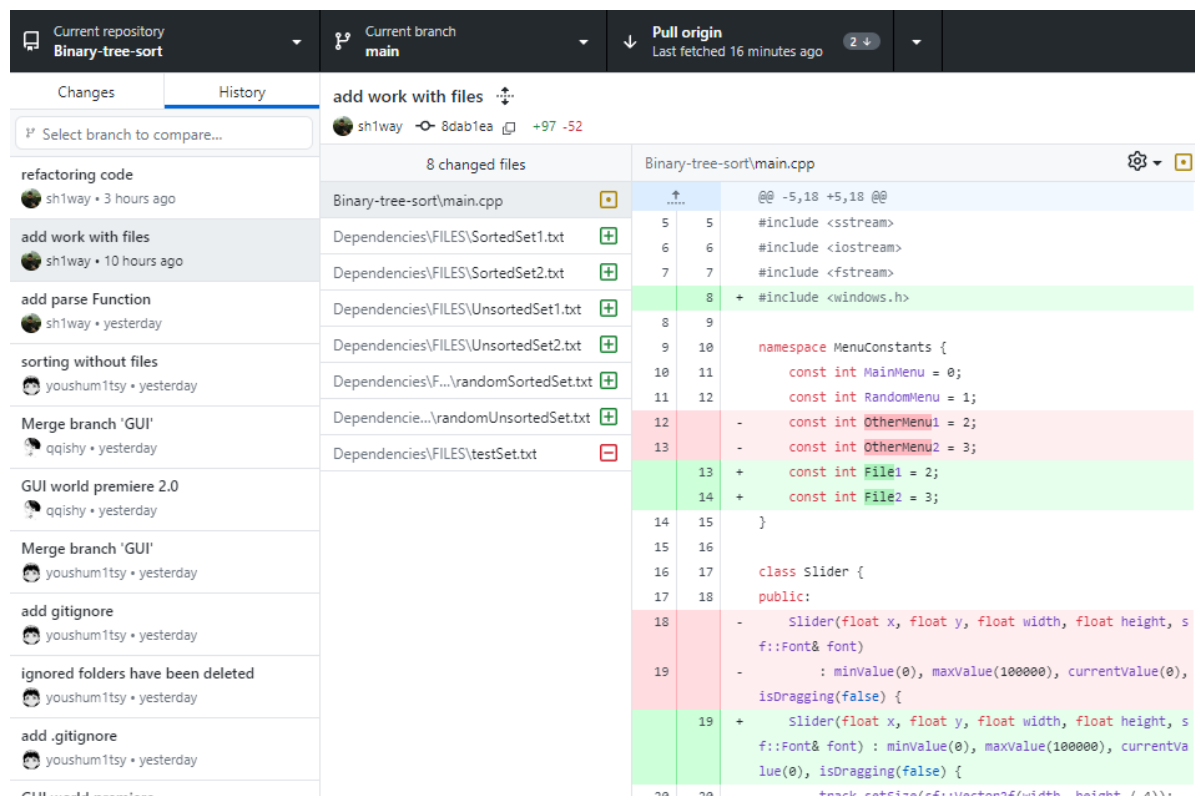 Current repository
Binary-tree-sort
Current branch
main
Pull origin
Last fetched 16 minutes ago
2
Changes
History
Select branch to compare...
refactoring code
sh1way • 3 hours ago
add work with files
sh1way • 10 hours ago
add parse Function
sh1way • yesterday
sorting without files
youshum1tsy • yesterday
Merge branch 'GUI'
qqishy • yesterday
GUI world premiere 2.0
qqishy • yesterday
Merge branch 'GUI'
youshum1tsy • yesterday
add gitignore
youshum1tsy • yesterday
ignored folders have been deleted
youshum1tsy • yesterday
add .gitignore
youshum1tsy • yesterday
GUI world premiere
add work with files
sh1way 8dab1ea +97 -52
8 changed files
Binary-tree-sort\main.cpp
Dependencies\FILES\SortedSet1.txt
Dependencies\FILES\SortedSet2.txt
Dependencies\FILES\UnsortedSet1.txt
Dependencies\FILES\UnsortedSet2.txt
Dependencies\F...\randomSortedSet.txt
Dependencie...\randomUnsortedSet.txt
Dependencies\FILES\testSet.txt
Binary-tree-sort\main.cpp
@@ -5,18 +5,18 @@
5 5 #include <sstream>
6 6 #include <iostream>
7 7 #include <fstream>
8 + #include <windows.h>
8 9
9 10 namespace MenuConstants {
10 11 const int MainMenu = 0;
11 12 const int RandomMenu = 1;
12 - const int OtherMenu1 = 2;
13 - const int OtherMenu2 = 3;
13 + const int File1 = 2;
14 + const int File2 = 3;
14 15 }
15 16
16 17 class Slider {
17 18 public:
18 - Slider(float x, float y, float width, float height, s
f::Font& font)
19 - : minValue(0), maxValue(100000), currentValue(0),
isDragging(false) {
19 + Slider(float x, float y, float width, float height, s
f::Font& font) : minValue(0), maxValue(100000), currentVa
lue(0), isDragging(false) {
20 20 track.setSize(sf::Vector2f(width, height / 4));